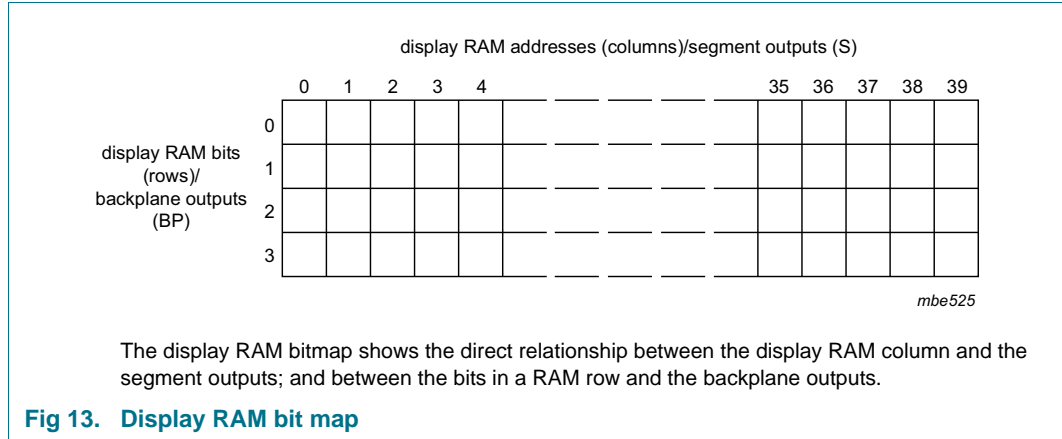 display RAM addresses (columns)/segment outputs (S)
0 1 2 3 4 35 36 37 38 39
0
display RAM bits
1
(rows)/
backplane outputs
2
(BP)
3
mbe525
The display RAM bitmap shows the direct relationship between the display RAM column and the
segment outputs; and between the bits in a RAM row and the backplane outputs.
Fig 13. Display RAM bit map